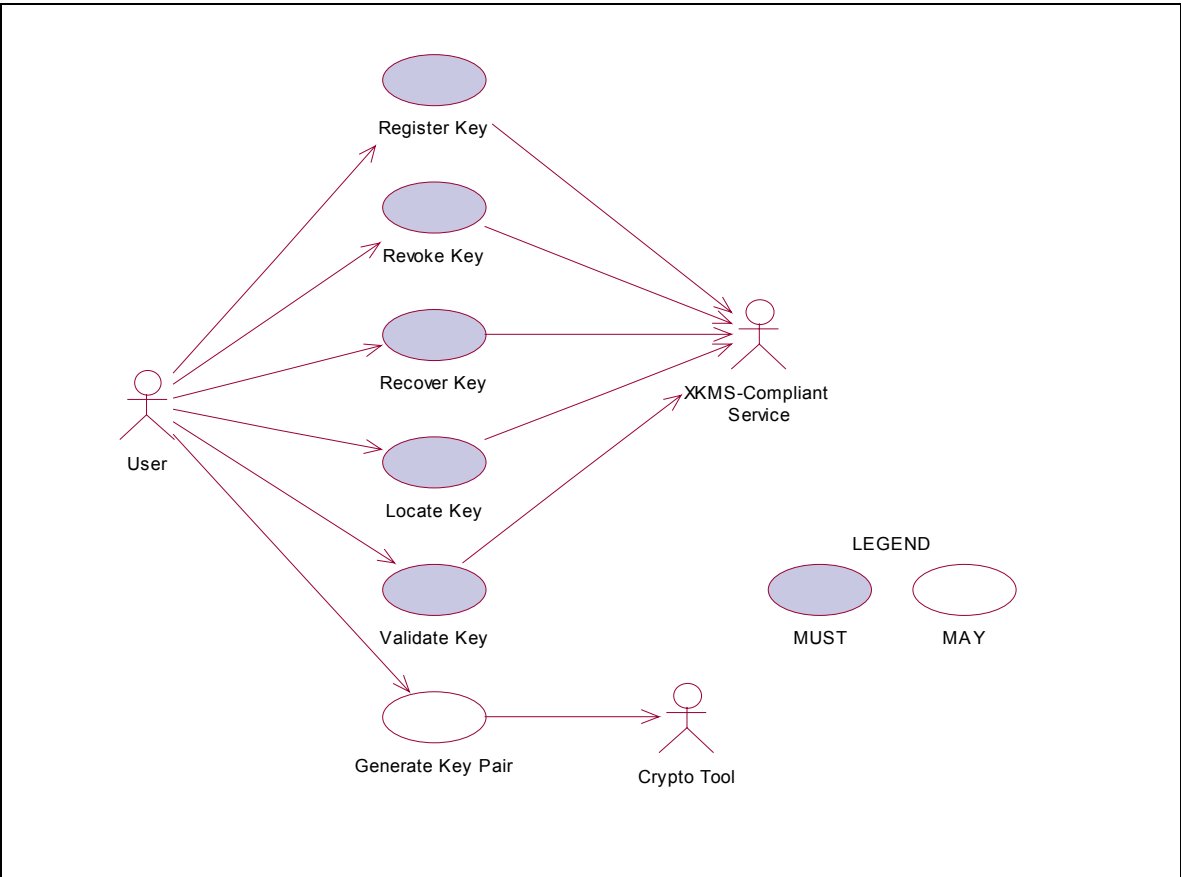 Register Key
Revoke Key
Recover Key
XKMS-Compliant
Service
User
Locate Key
LEGEND
Validate Key
MUST
MAY
Generate Key Pair
Crypto Tool